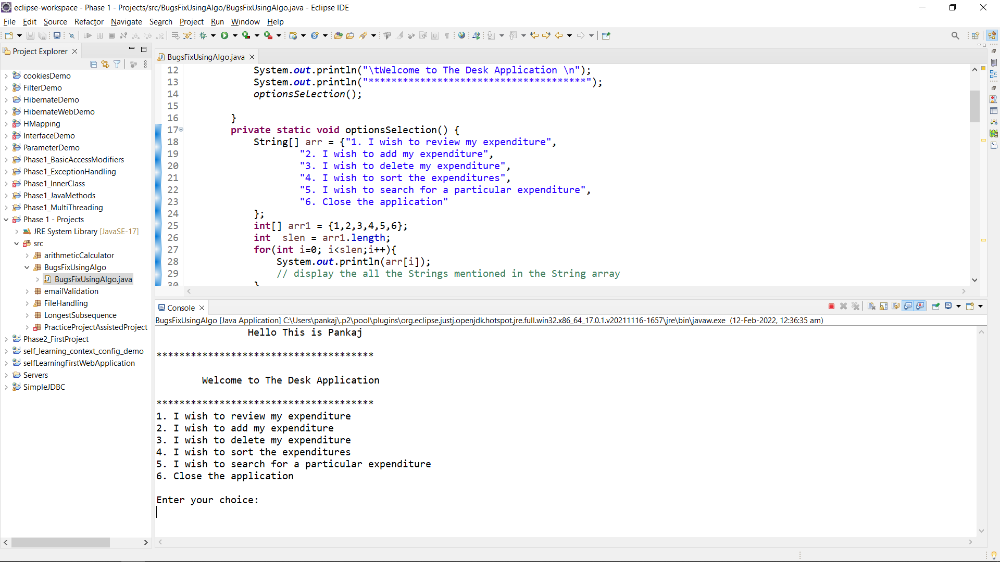 eclipse-workspace - Phase 1 - Projects/src/BugsFixUsingAlgo/BugsFixUsingAlgo.java - Eclipse IDE
File Edit Source Refactor Navigate Search Project Run Window Help
Project Explorer
cookiesDemo
FilterDemo
HibernateDemo
HibernateWebDemo
HMapping
InterfaceDemo
ParameterDemo
Phase1_BasicAccessModifiers
Phase1_ExceptionHandling
Phase1_InnerClass
Phase1_JavaMethods
Phase1_MultiThreading
Phase 1 - Projects
JRE System Library [JavaSE-17]
src
arithmeticCalculator
BugsFixUsingAlgo
BugsFixUsingAlgo.java
emailValidation
FileHandling
LongestSubsequence
PracticeProjectAssistedProject
Phase2_FirstProject
self_learning_context_config_demo
selfLearningFirstWebApplication
Servers
SimpleJDBC
BugsFixUsingAlgo.java
12 System.out.println("\tWelcome to The Desk Application \n");
13 System.out.println("**************************************");
14 optionsSelection();
15
16 }
17 private static void optionsSelection() {
18 String[] arr = {"1. I wish to review my expenditure",
19 "2. I wish to add my expenditure",
20 "3. I wish to delete my expenditure",
21 "4. I wish to sort the expenditures",
22 "5. I wish to search for a particular expenditure",
23 "6. Close the application"
24 };
25 int[] arr1 = {1,2,3,4,5,6};
26 int  slen = arr1.length;
27 for(int i=0; i<slen;i++){
28 System.out.println(arr[i]);
29 // display the all the Strings mentioned in the String array
30 }
Console
BugsFixUsingAlgo [Java Application] C:\Users\pankaj\.p2\pool\plugins\org.eclipse.justj.openjdk.hotspot.jre.full.win32.x86_64_17.0.1.v20211116-1657\jre\bin\javaw.exe (12-Feb-2022, 12:36:35 am)
Hello This is Pankaj
**************************************
Welcome to The Desk Application
**************************************
1. I wish to review my expenditure
2. I wish to add my expenditure
3. I wish to delete my expenditure
4. I wish to sort the expenditures
5. I wish to search for a particular expenditure
6. Close the application
Enter your choice: